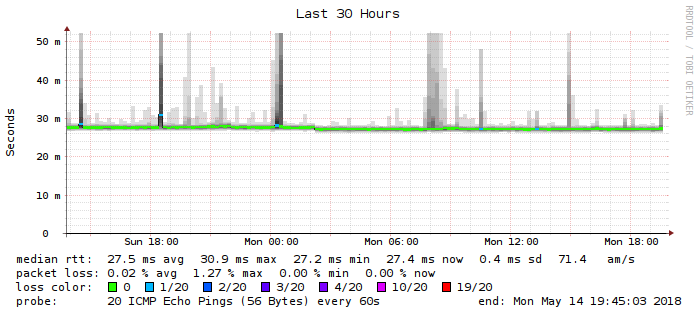 Last 30 Hours
RRDTOOL / TOBI OETIKER
Seconds
50 m
40 m
30 m
20 m
10 m
0
Sun 18:00 Mon 00:00 Mon 06:00 Mon 12:00 Mon 18:00
median rtt: 27.5 ms avg 30.9 ms max 27.2 ms min 27.4 ms now 0.4 ms sd 71.4 am/s
packet loss: 0.02 % avg 1.27 % max 0.00 % min 0.00 % now
loss color: 0 1/20 2/20 3/20 4/20 10/20 19/20
probe: 20 ICMP Echo Pings (56 Bytes) every 60s end: Mon May 14 19:45:03 2018